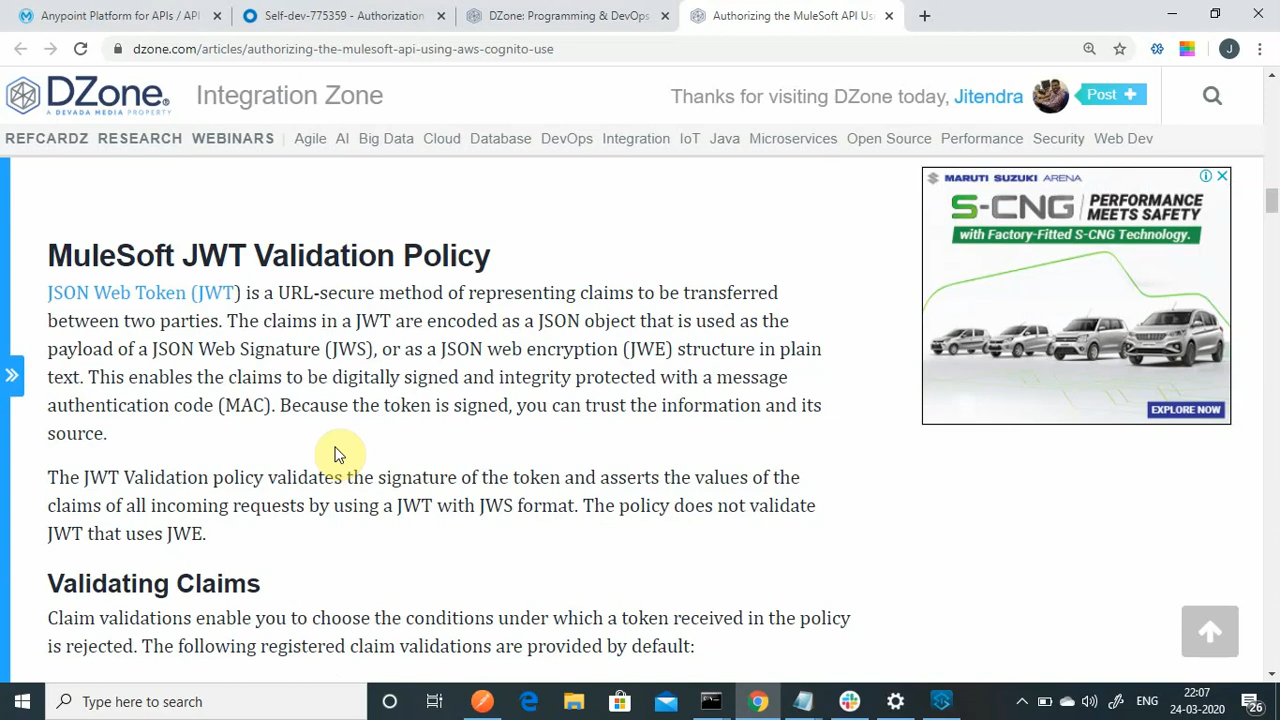 Anypoint Platform for APIs / API
Self-dev-775359 - Authorization
DZone: Programming & DevOps
Authorizing the MuleSoft API Usi
dzone.com/articles/authorizing-the-mulesoft-api-using-aws-cognito-use
J
DZone.
A DEVADA MEDIA PROPERTY
Integration Zone
Thanks for visiting DZone today, Jitendra
Post +
REFCARDZ RESEARCH WEBINARS | Agile AI Big Data Cloud Database DevOps Integration IoT Java Microservices Open Source Performance Security Web Dev
MARUTI SUZUKI ARENA
S-CNG PERFORMANCE
MEETS SAFETY
with Factory-Fitted S-CNG Technology.
EXPLORE NOW
MuleSoft JWT Validation Policy
JSON Web Token (JWT) is a URL-secure method of representing claims to be transferred
between two parties. The claims in a JWT are encoded as a JSON object that is used as the
payload of a JSON Web Signature (JWS), or as a JSON web encryption (JWE) structure in plain
text. This enables the claims to be digitally signed and integrity protected with a message
authentication code (MAC). Because the token is signed, you can trust the information and its
source.
The JWT Validation policy validates the signature of the token and asserts the values of the
claims of all incoming requests by using a JWT with JWS format. The policy does not validate
JWT that uses JWE.
Validating Claims
Claim validations enable you to choose the conditions under which a token received in the policy
is rejected. The following registered claim validations are provided by default:
Type here to search
ENG
22:07
24-03-2020
26